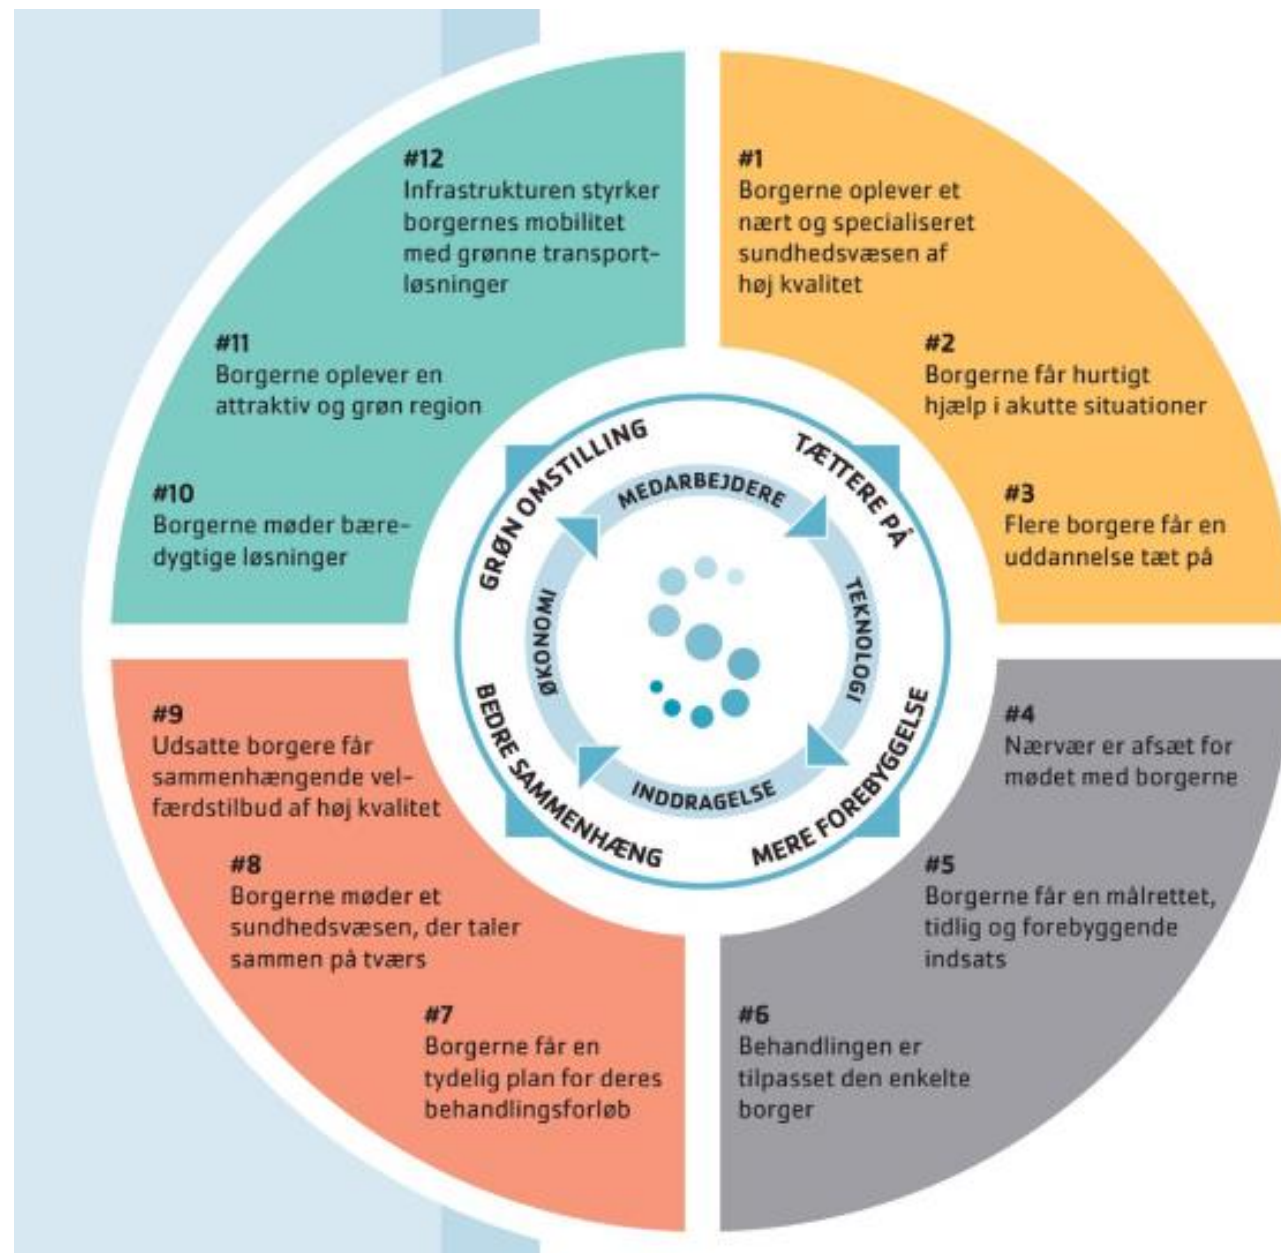 #12
Infrastrukturen styrker
borgernes mobilitet
med grønne transport-
løsninger
#11
Borgerne oplever en
attraktiv og grøn region
#10
Borgerne møder bære-
dygtige løsninger
#1
Borgerne oplever et
nært og specialiseret
sundhedsvæsen af
høj kvalitet
#2
Borgerne får hurtigt
hjælp i akutte situationer
#3
Flere borgere får en
uddannelse tæt på
GRØN OMSTILLING
TÆTTERE PÅ
MERE FOREBYGGELSE
BEDRE SAMMENHÆNG
MEDARBEJDERE
TEKNOLOGI
INDDRAGELSE
ØKONOMI
#9
Udsatte borgere får
sammenhængende vel-
færdstilbud af høj kvalitet
#8
Borgerne møder et
sundhedsvæsen, der taler
sammen på tværs
#7
Borgerne får en
tydelig plan for deres
behandlingsforløb
#4
Nærvær er afsæt for
mødet med borgerne
#5
Borgerne får en målrettet,
tidlig og forebyggende
indsats
#6
Behandlingen er
tilpasset den enkelte
borger